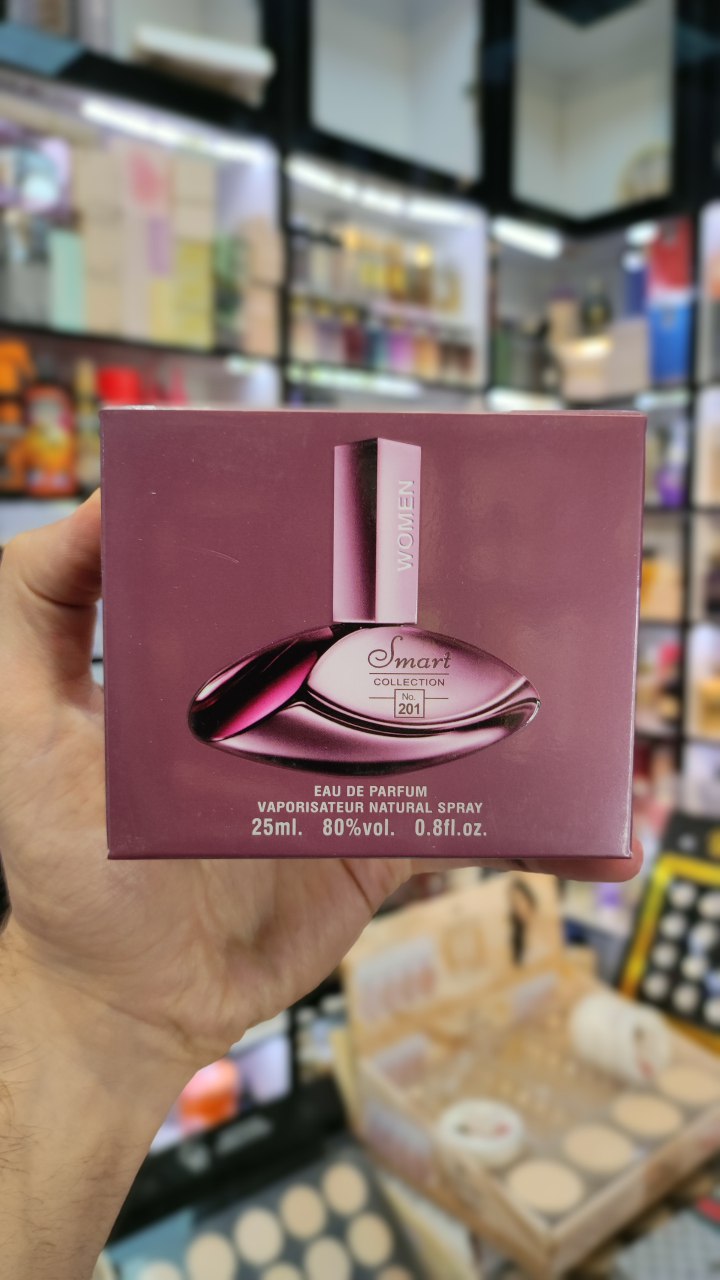 WOMEN
Smart
COLLECTION
No.
201
EAU DE PARFUM
VAPORISATEUR NATURAL SPRAY
25ml. 80%vol. 0.8fl.oz.